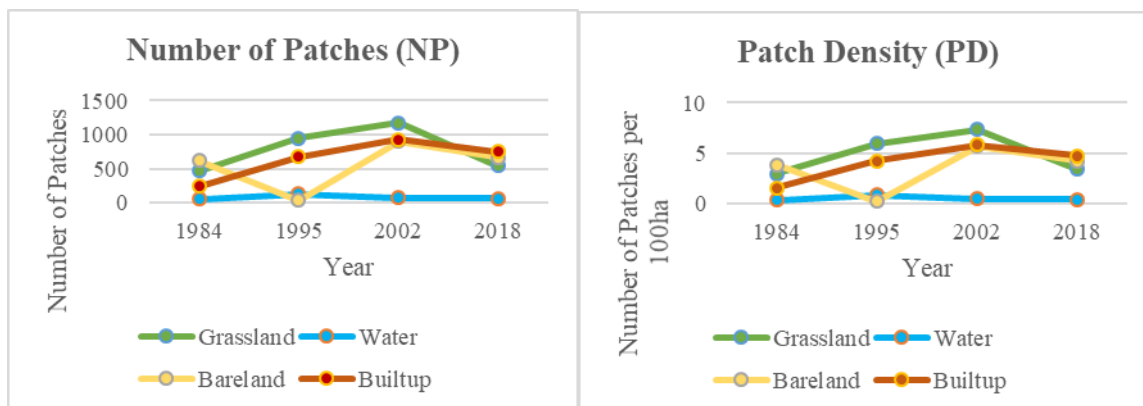 Number of Patches (NP)
Number of Patches
1500
1000
500
0
1984 1995 2002 2018
Year
Grassland Water
Bareland Builtup
Patch Density (PD)
Number of Patches per
100ha
10
5
0
1984 1995 2002 2018
Year
Grassland Water
Bareland Builtup